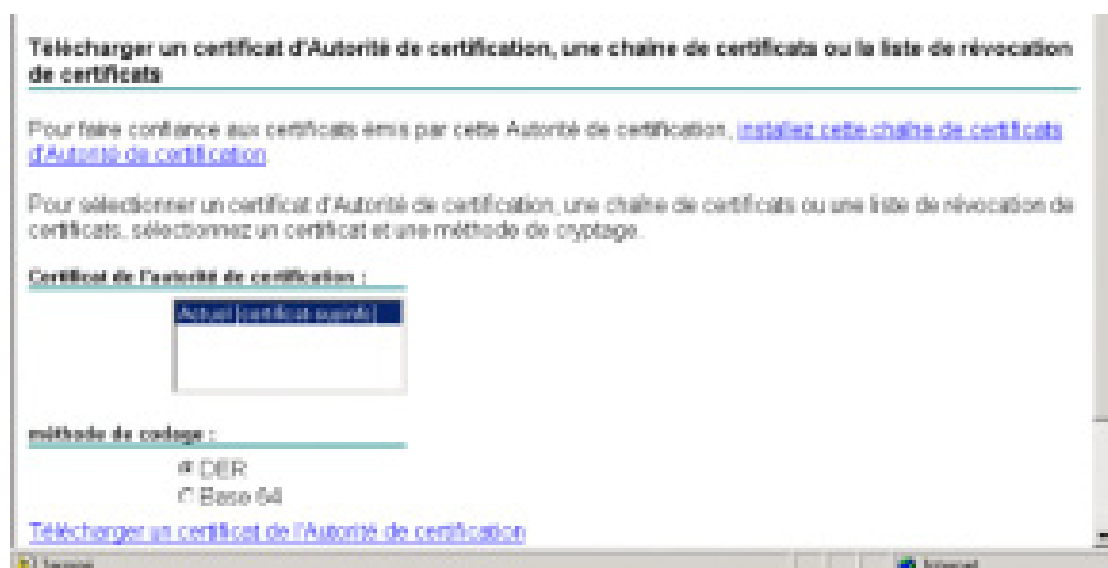 Télécharger un certificat d'Autorité de certification, une chaîne de certificats ou la liste de révocation
de certificats
Pour faire confiance aux certificats émis par cette Autorité de certification, installez cette chaîne de certificats
d'Autorité de certification.
Pour sélectionner un certificat d'Autorité de certification, une chaîne de certificats ou une liste de révocation de
certificats, sélectionnez un certificat et une méthode de cryptage.
Certificat de l'autorité de certification :
Actuel [certificat supinfo]
méthode de codage :
DER
Base 64
Télécharger un certificat de l'Autorité de certification
Terminé
Internet